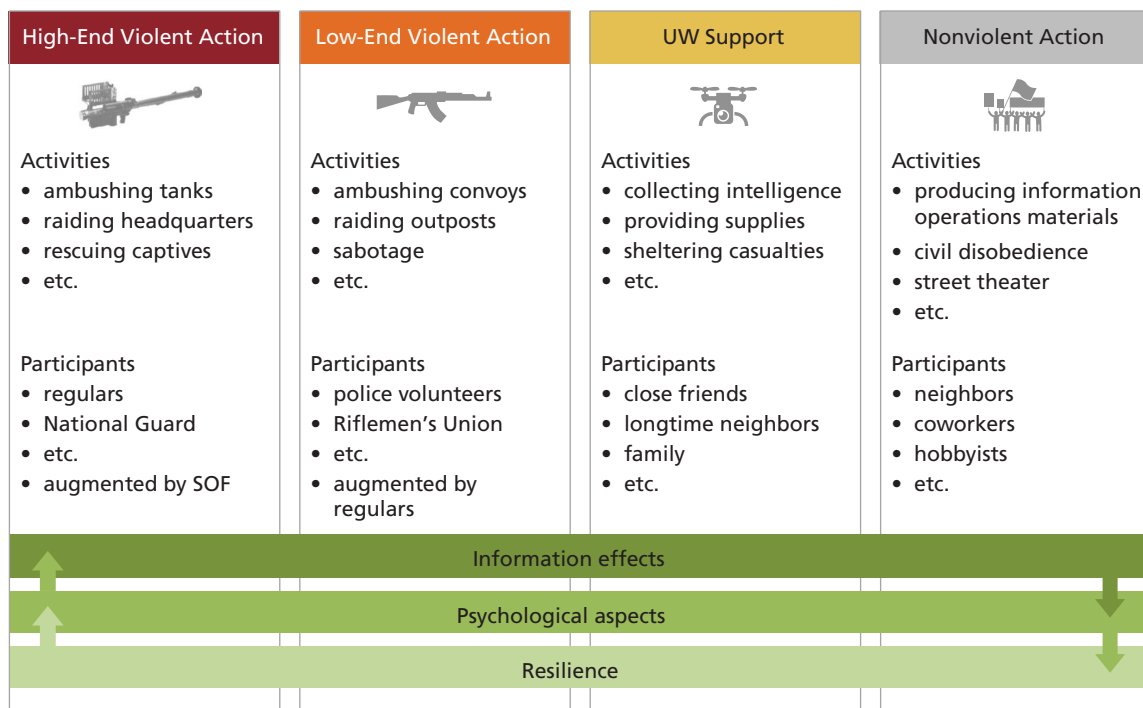 High-End Violent Action
Activities
• ambushing tanks
• raiding headquarters
• rescuing captives
• etc.
Participants
• regulars
• National Guard
• etc.
• augmented by SOF
Low-End Violent Action
Activities
• ambushing convoys
• raiding outposts
• sabotage
• etc.
Participants
• police volunteers
• Riflemen’s Union
• etc.
• augmented by
regulars
UW Support
Activities
• collecting intelligence
• providing supplies
• sheltering casualties
• etc.
Participants
• close friends
• longtime neighbors
• family
• etc.
Nonviolent Action
Activities
• producing information
operations materials
• civil disobedience
• street theater
• etc.
Participants
• neighbors
• coworkers
• hobbyists
• etc.
Information effects
Psychological aspects
Resilience